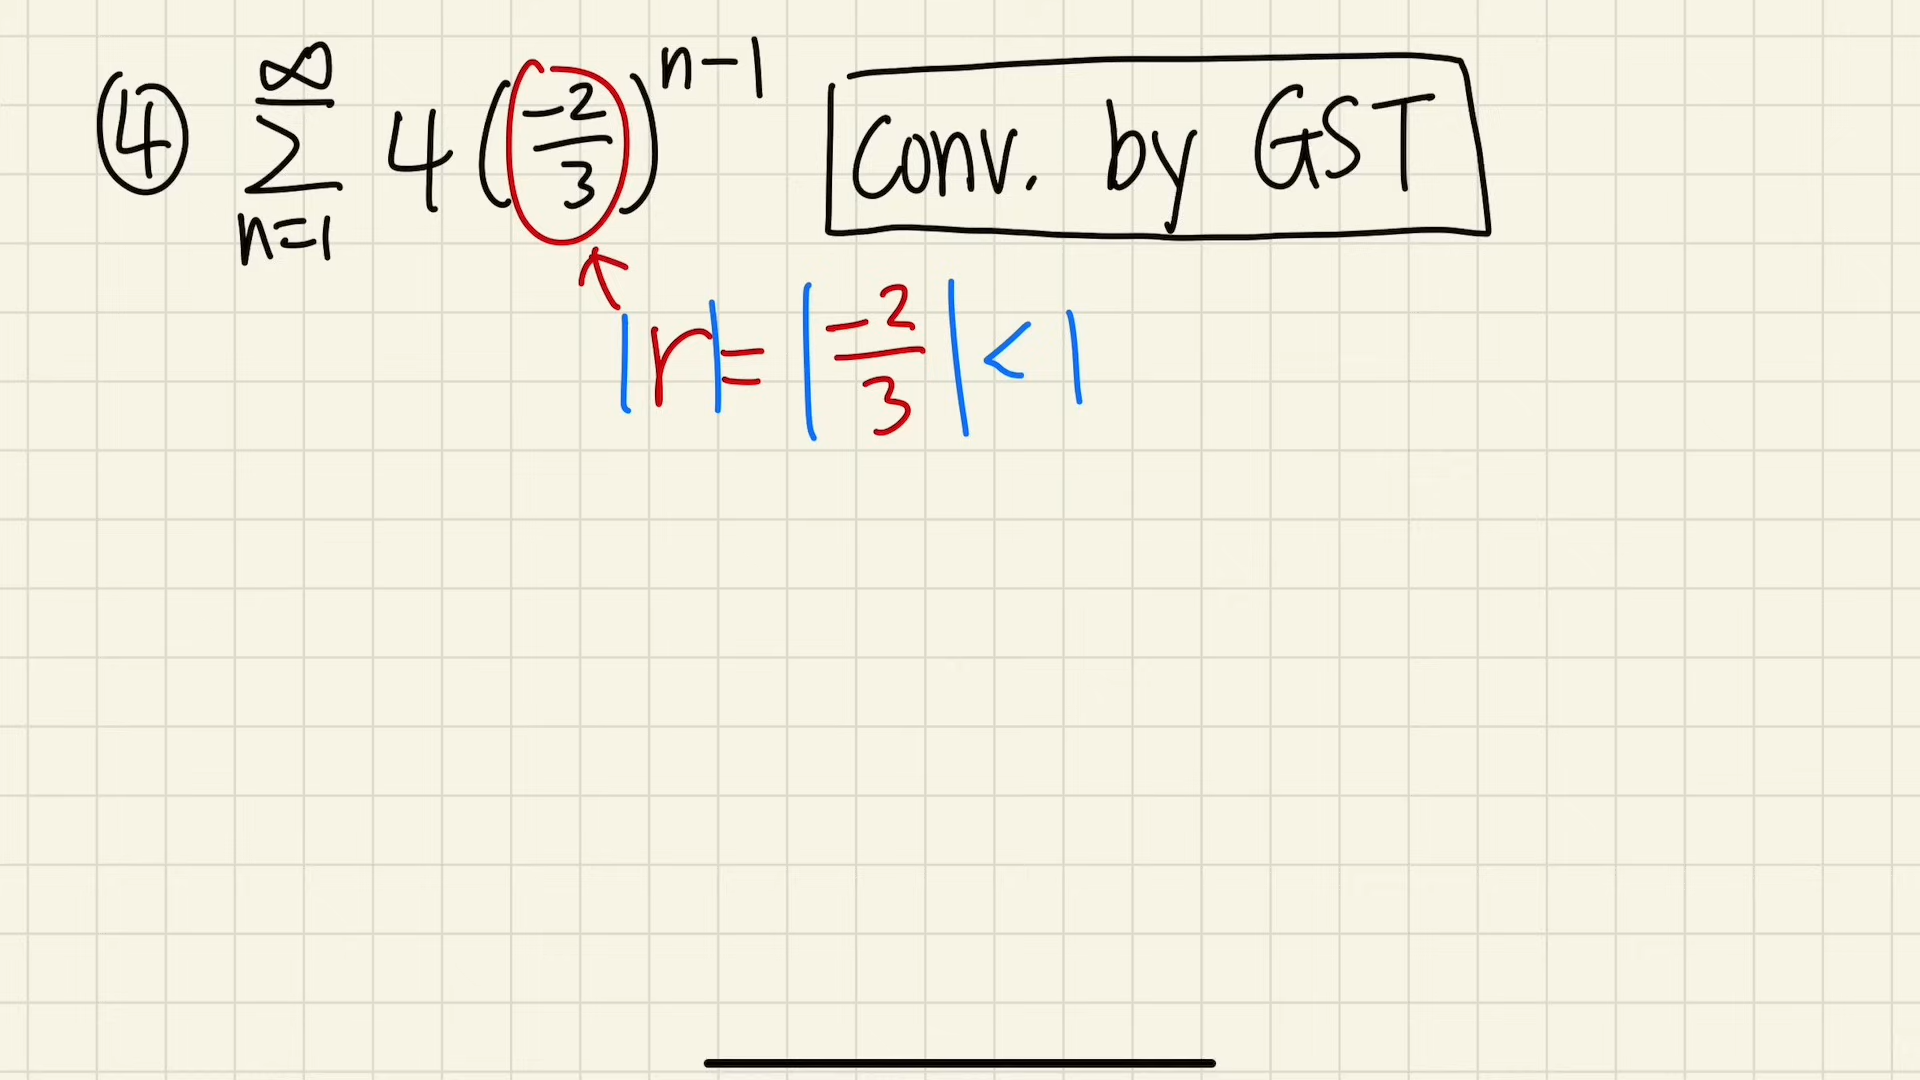 ④ ∞ Σ n=1 4(-2/3)^n-1 Conv. by GST
|r| = |-2/3| < 1